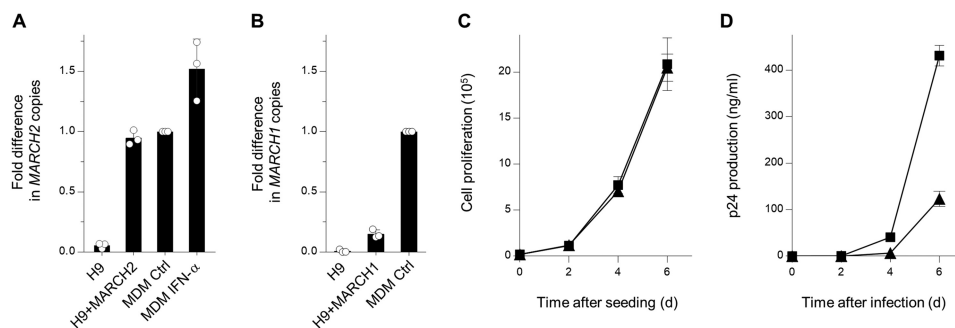 A
Fold difference
in MARCH2 copies
1.5
1.0
0.5
0.0
H9
H9+MARCH2
MDM Ctrl
MDM IFN-α
B
Fold difference
in MARCH1 copies
1.5
1.0
0.5
0.0
H9
H9+MARCH1
MDM Ctrl
C
Cell proliferation (10⁵)
20
15
10
5
0
0 2 4 6
Time after seeding (d)
D
p24 production (ng/ml)
400
300
200
100
0
0 2 4 6
Time after infection (d)